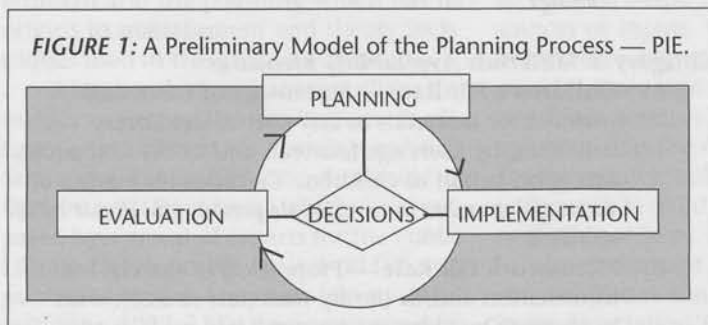 FIGURE 1: A Preliminary Model of the Planning Process — PIE.
PLANNING
EVALUATION
DECISIONS
IMPLEMENTATION